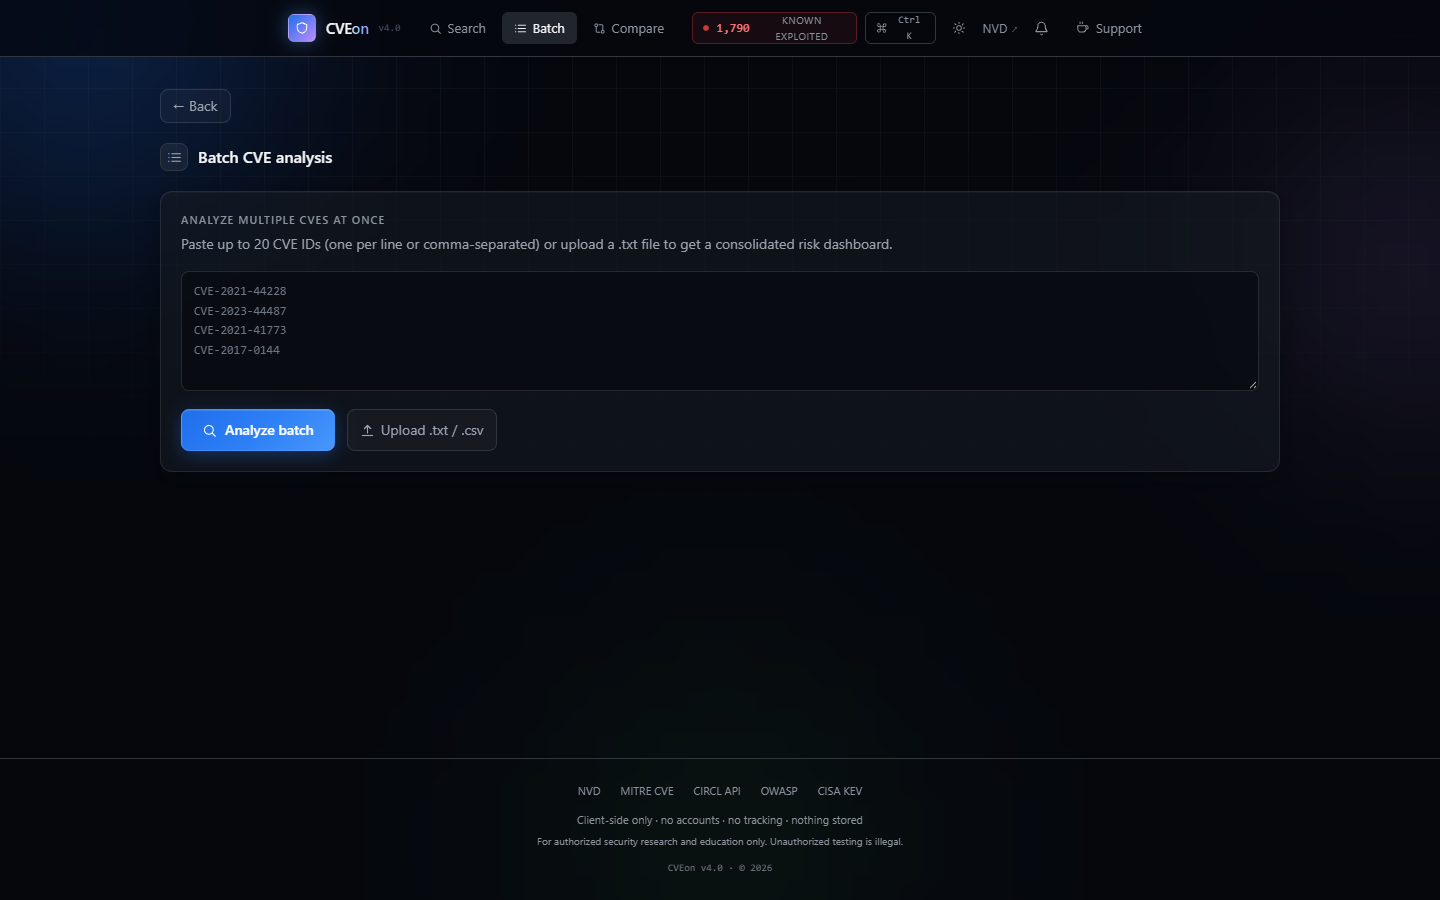 CVEon v4.0
Search
Batch
Compare
1,790
KNOWN
EXPLOITED
⌘
Ctrl
K
NVD ↗
Support
← Back
Batch CVE analysis
ANALYZE MULTIPLE CVES AT ONCE
Paste up to 20 CVE IDs (one per line or comma-separated) or upload a .txt file to get a consolidated risk dashboard.
CVE-2021-44228
CVE-2023-44487
CVE-2021-41773
CVE-2017-0144
Analyze batch
Upload .txt / .csv
NVD MITRE CVE CIRCL API OWASP CISA KEV
Client-side only · no accounts · no tracking · nothing stored
For authorized security research and education only. Unauthorized testing is illegal.
CVEon v4.0 · © 2026